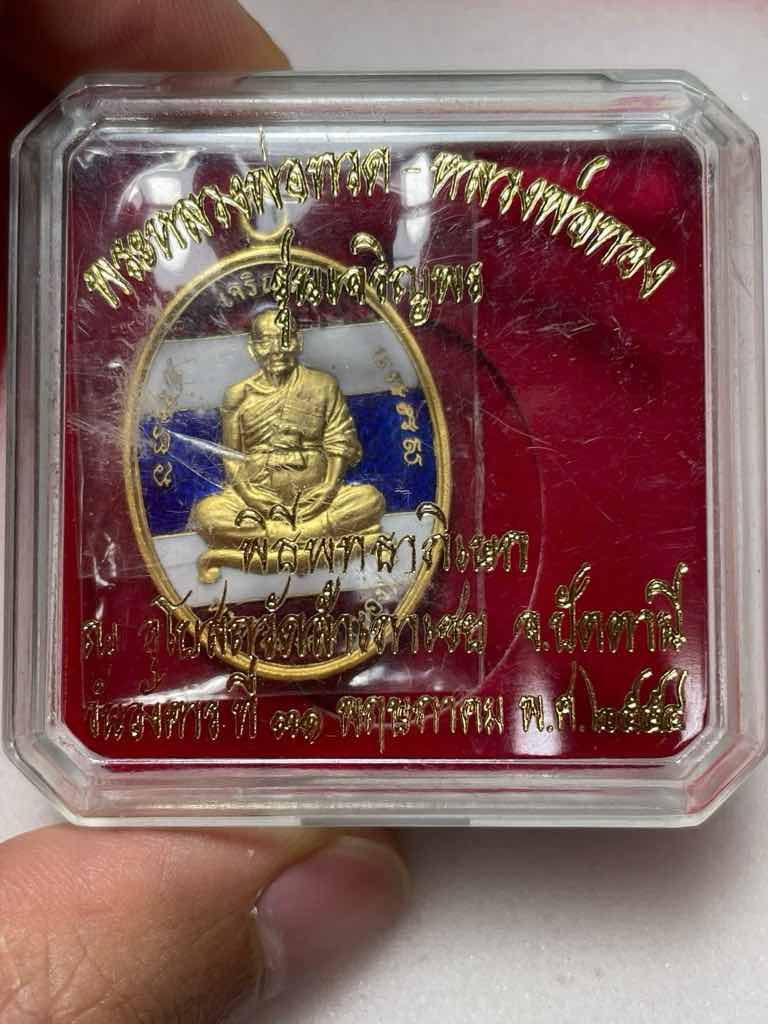 พระหลวงพ่อทวด - หลวงพ่อทอง
รุ่นเจริญพร
เจริญ
พิธีพุทธาภิเษก
ณ อุโบสถวัดสำเภาเชย จ.ปัตตานี
วันอังคาร ที่ ๓๑ พฤษภาคม พ.ศ.๒๕๕๔